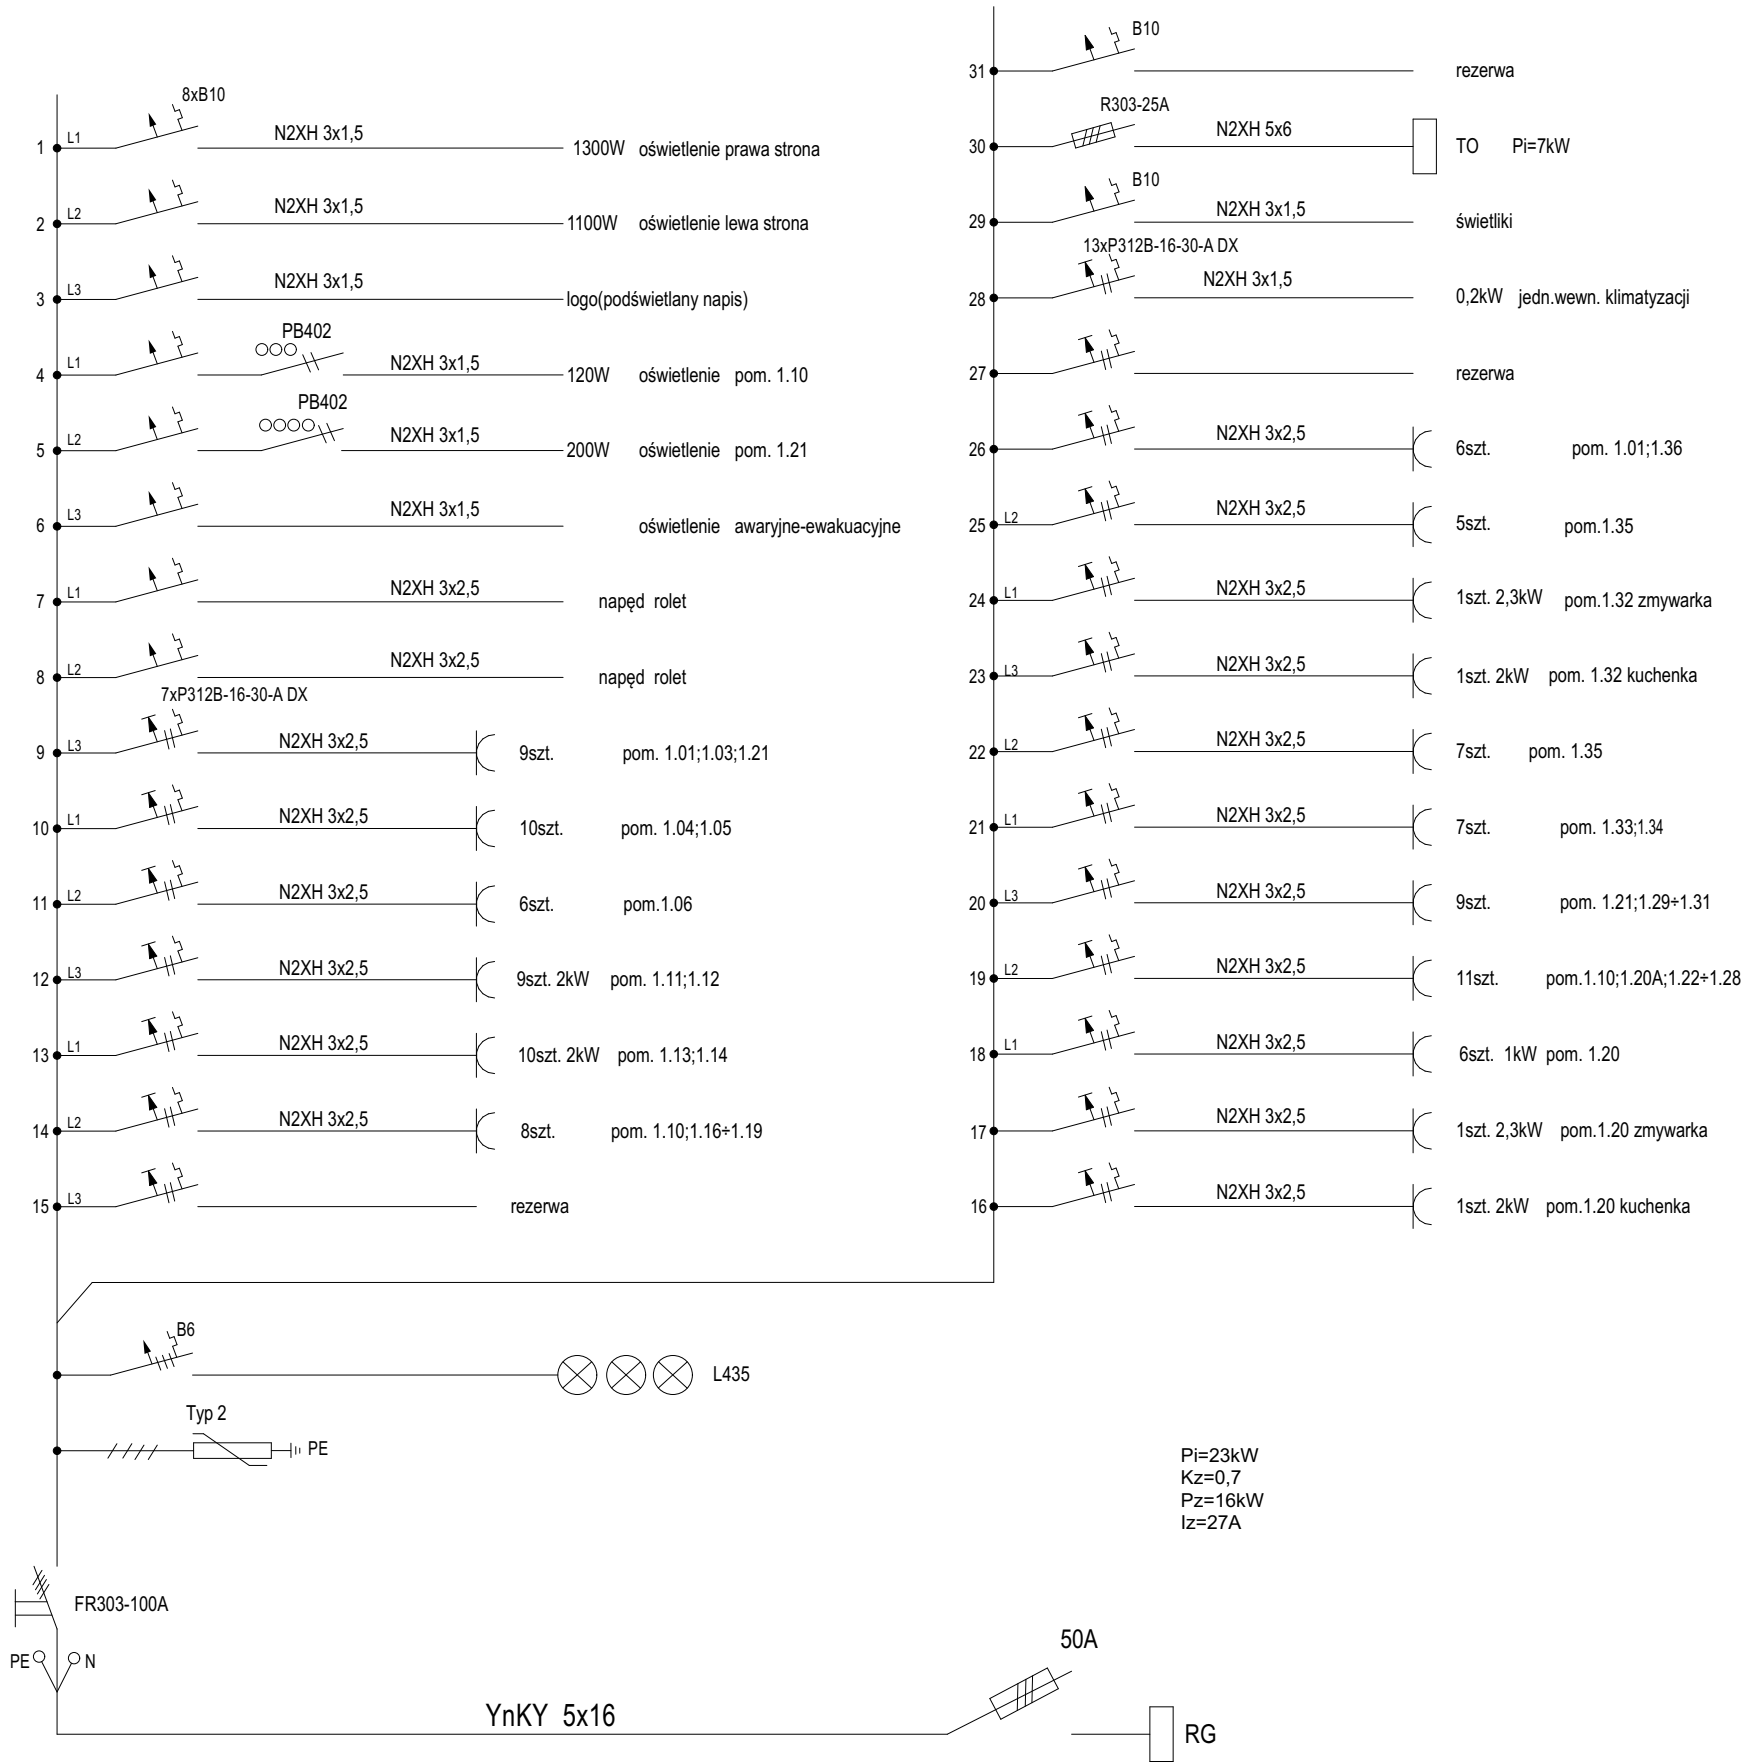 8xB10
1 L1 N2XH 3x1,5 1300W oświetlenie prawa strona
2 L2 N2XH 3x1,5 1100W oświetlenie lewa strona
3 L3 N2XH 3x1,5 logo(podświetlany napis)
PB402
4 L1 N2XH 3x1,5 120W oświetlenie pom. 1.10
PB402
5 L2 N2XH 3x1,5 200W oświetlenie pom. 1.21
6 L3 N2XH 3x1,5 oświetlenie awaryjne-ewakuacyjne
7 L1 N2XH 3x2,5 napęd rolet
8 L2 N2XH 3x2,5 napęd rolet
7xP312B-16-30-A DX
9 L3 N2XH 3x2,5 9szt. pom. 1.01;1.03;1.21
10 L1 N2XH 3x2,5 10szt. pom. 1.04;1.05
11 L2 N2XH 3x2,5 6szt. pom.1.06
12 L3 N2XH 3x2,5 9szt. 2kW pom. 1.11;1.12
13 L1 N2XH 3x2,5 10szt. 2kW pom. 1.13;1.14
14 L2 N2XH 3x2,5 8szt. pom. 1.10;1.16÷1.19
15 L3 rezerwa
B10
31 rezerwa
R303-25A
30 N2XH 5x6 TO Pi=7kW
B10
29 N2XH 3x1,5 świetliki
13xP312B-16-30-A DX
28 N2XH 3x1,5 0,2kW jedn.wewn. klimatyzacji
27 rezerwa
26 N2XH 3x2,5 6szt. pom. 1.01;1.36
25 L2 N2XH 3x2,5 5szt. pom.1.35
24 L1 N2XH 3x2,5 1szt. 2,3kW pom.1.32 zmywarka
23 L3 N2XH 3x2,5 1szt. 2kW pom. 1.32 kuchenka
22 L2 N2XH 3x2,5 7szt. pom. 1.35
21 L1 N2XH 3x2,5 7szt. pom. 1.33;1.34
20 L3 N2XH 3x2,5 9szt. pom. 1.21;1.29÷1.31
19 L2 N2XH 3x2,5 11szt. pom.1.10;1.20A;1.22÷1.28
18 L1 N2XH 3x2,5 6szt. 1kW pom. 1.20
17 N2XH 3x2,5 1szt. 2,3kW pom.1.20 zmywarka
16 N2XH 3x2,5 1szt. 2kW pom.1.20 kuchenka
B6
L435
Typ 2
PE
Pi=23kW
Kz=0,7
Pz=16kW
Iz=27A
FR303-100A
PE N
50A
YnKY 5x16
RG